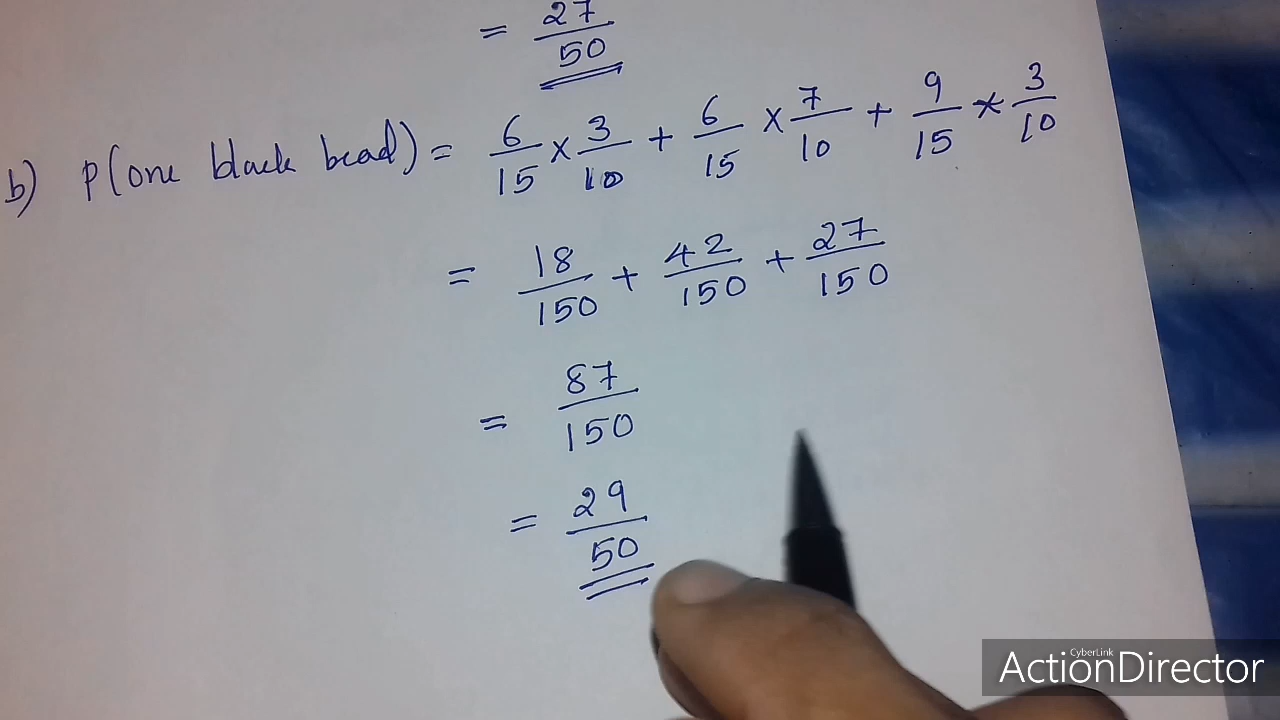 = 27/50
b) P(one black bead) = 6/15 × 3/10 + 6/15 × 7/10 + 9/15 × 3/10
= 18/150 + 42/150 + 27/150
= 87/150
= 29/50
CyberLink
ActionDirector